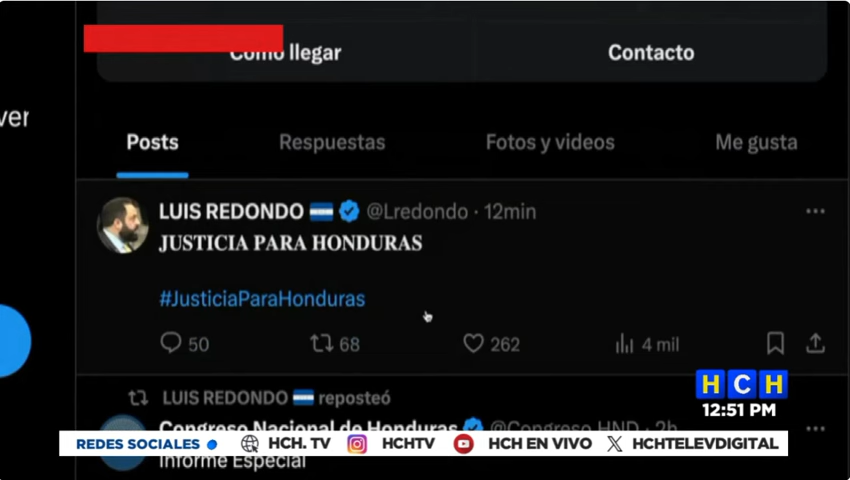 Cómo llegar
Contacto
ver
Posts
Respuestas
Fotos y videos
Me gusta
LUIS REDONDO @Lredondo · 12min
JUSTICIA PARA HONDURAS
#JusticiaParaHonduras
50
68
262
4 mil
LUIS REDONDO reposteó
HCH
12:51 PM
Congreso Nacional de Honduras @Congreso_HND · 2h
REDES SOCIALES
HCH. TV
HCHTV
HCH EN VIVO
HCHTELEVDIGITAL
Informe Especial